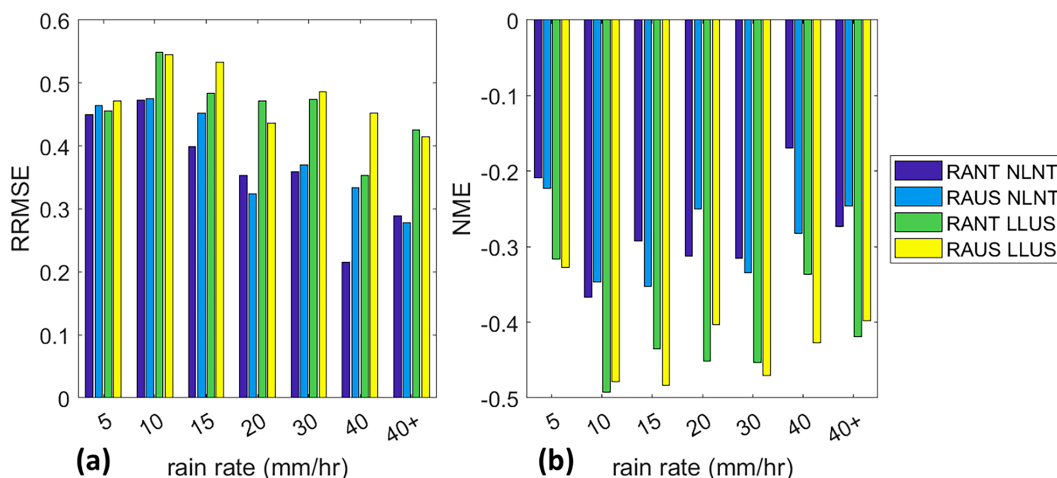 0.6
0.5
0.4
0.3
0.2
0.1
0
RRMSE
5
10
15
20
30
40
40+
(a)
rain rate (mm/hr)
0
-0.1
-0.2
-0.3
-0.4
-0.5
NME
5
10
15
20
30
40
40+
(b)
rain rate (mm/hr)
RANT NLNT
RAUS NLNT
RANT LLUS
RAUS LLUS